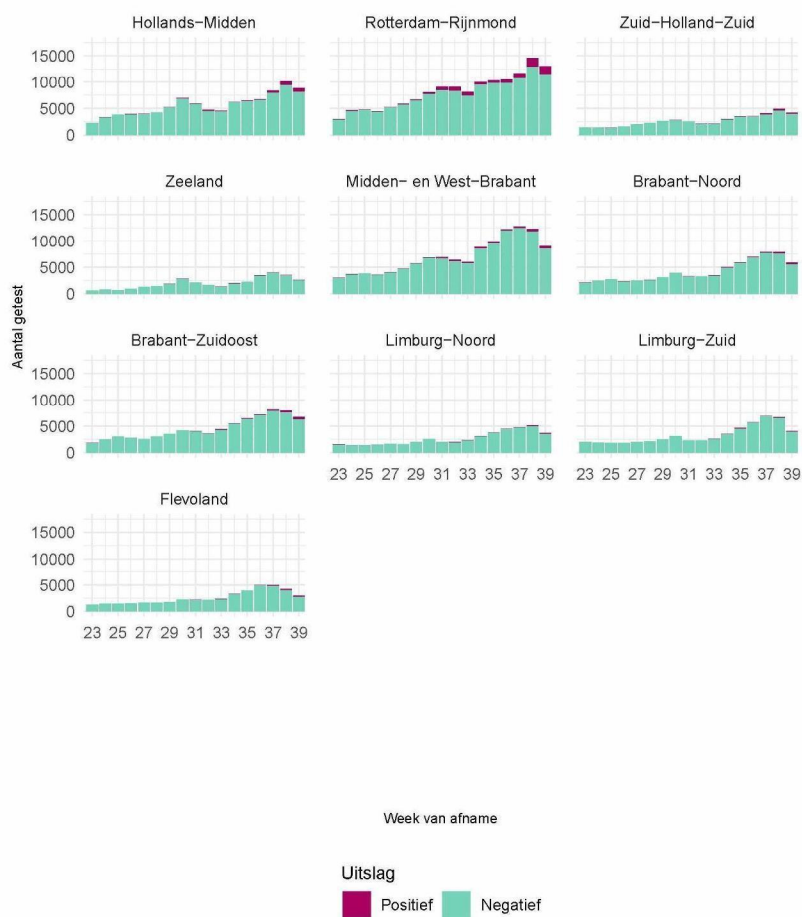 Hollands−Midden
Rotterdam−Rijnmond
Zuid−Holland−Zuid
15000
10000
5000
0
Zeeland
Midden− en West−Brabant
Brabant−Noord
15000
10000
5000
0
Aantal getest
Brabant−Zuidoost
Limburg−Noord
Limburg−Zuid
15000
10000
5000
0
23 25 27 29 31 33 35 37 39
23 25 27 29 31 33 35 37 39
Flevoland
15000
10000
5000
0
23 25 27 29 31 33 35 37 39
Week van afname
Uitslag
Positief Negatief